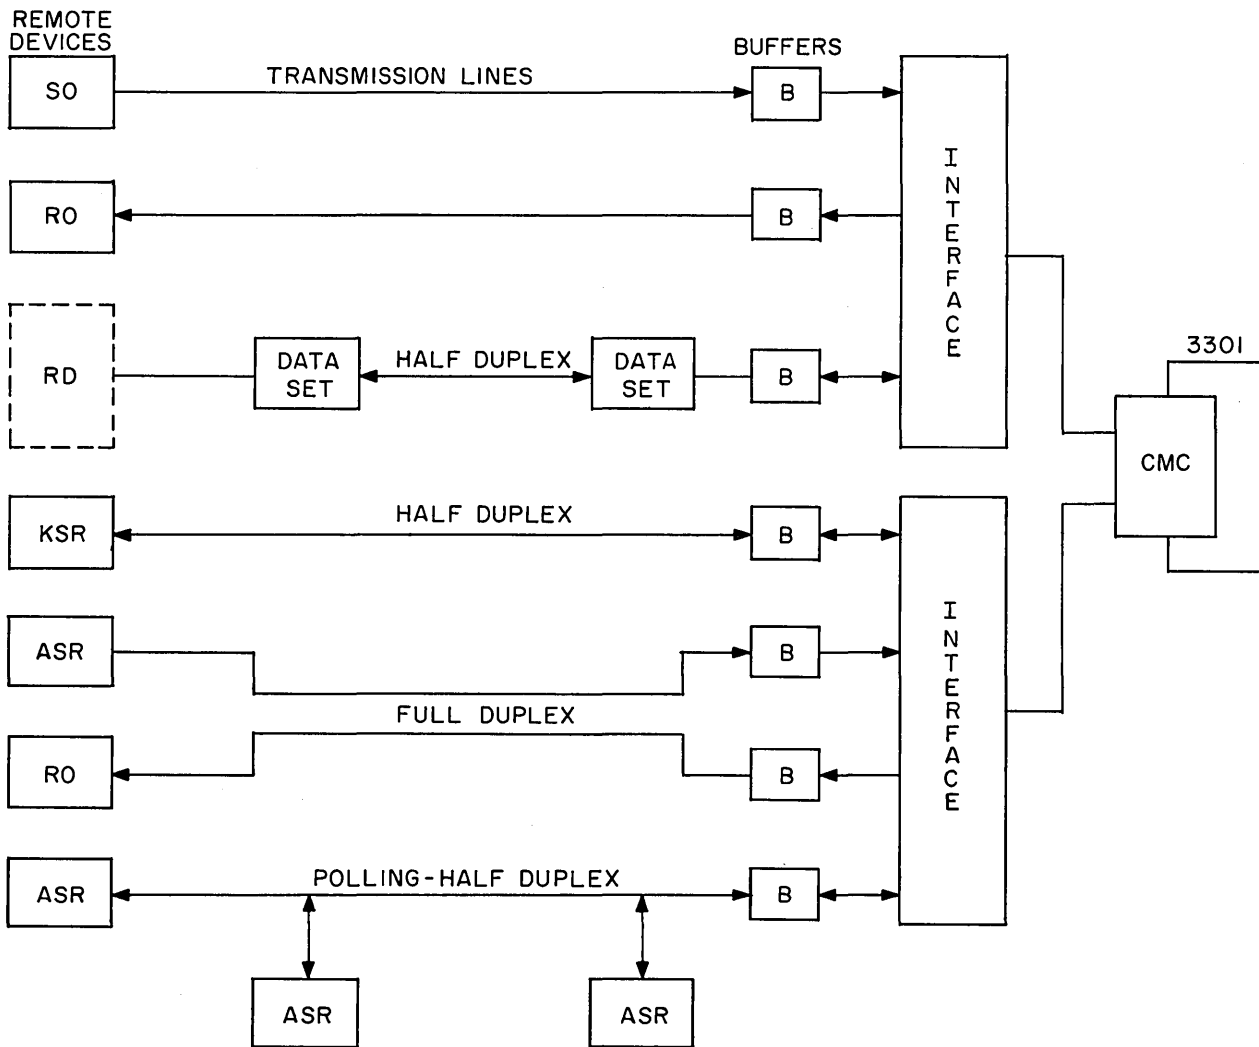 REMOTE
DEVICES
BUFFERS
SO
TRANSMISSION LINES
B
RO
B
INTERFACE
RD
DATA
SET
HALF DUPLEX
DATA
SET
B
3301
CMC
KSR
HALF DUPLEX
B
ASR
B
INTERFACE
FULL DUPLEX
RO
B
ASR
POLLING-HALF DUPLEX
B
ASR
ASR